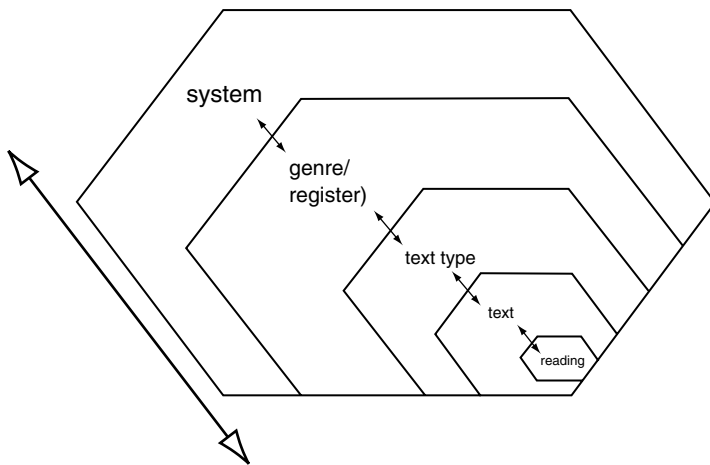 system
genre/
register)
text type
text
reading